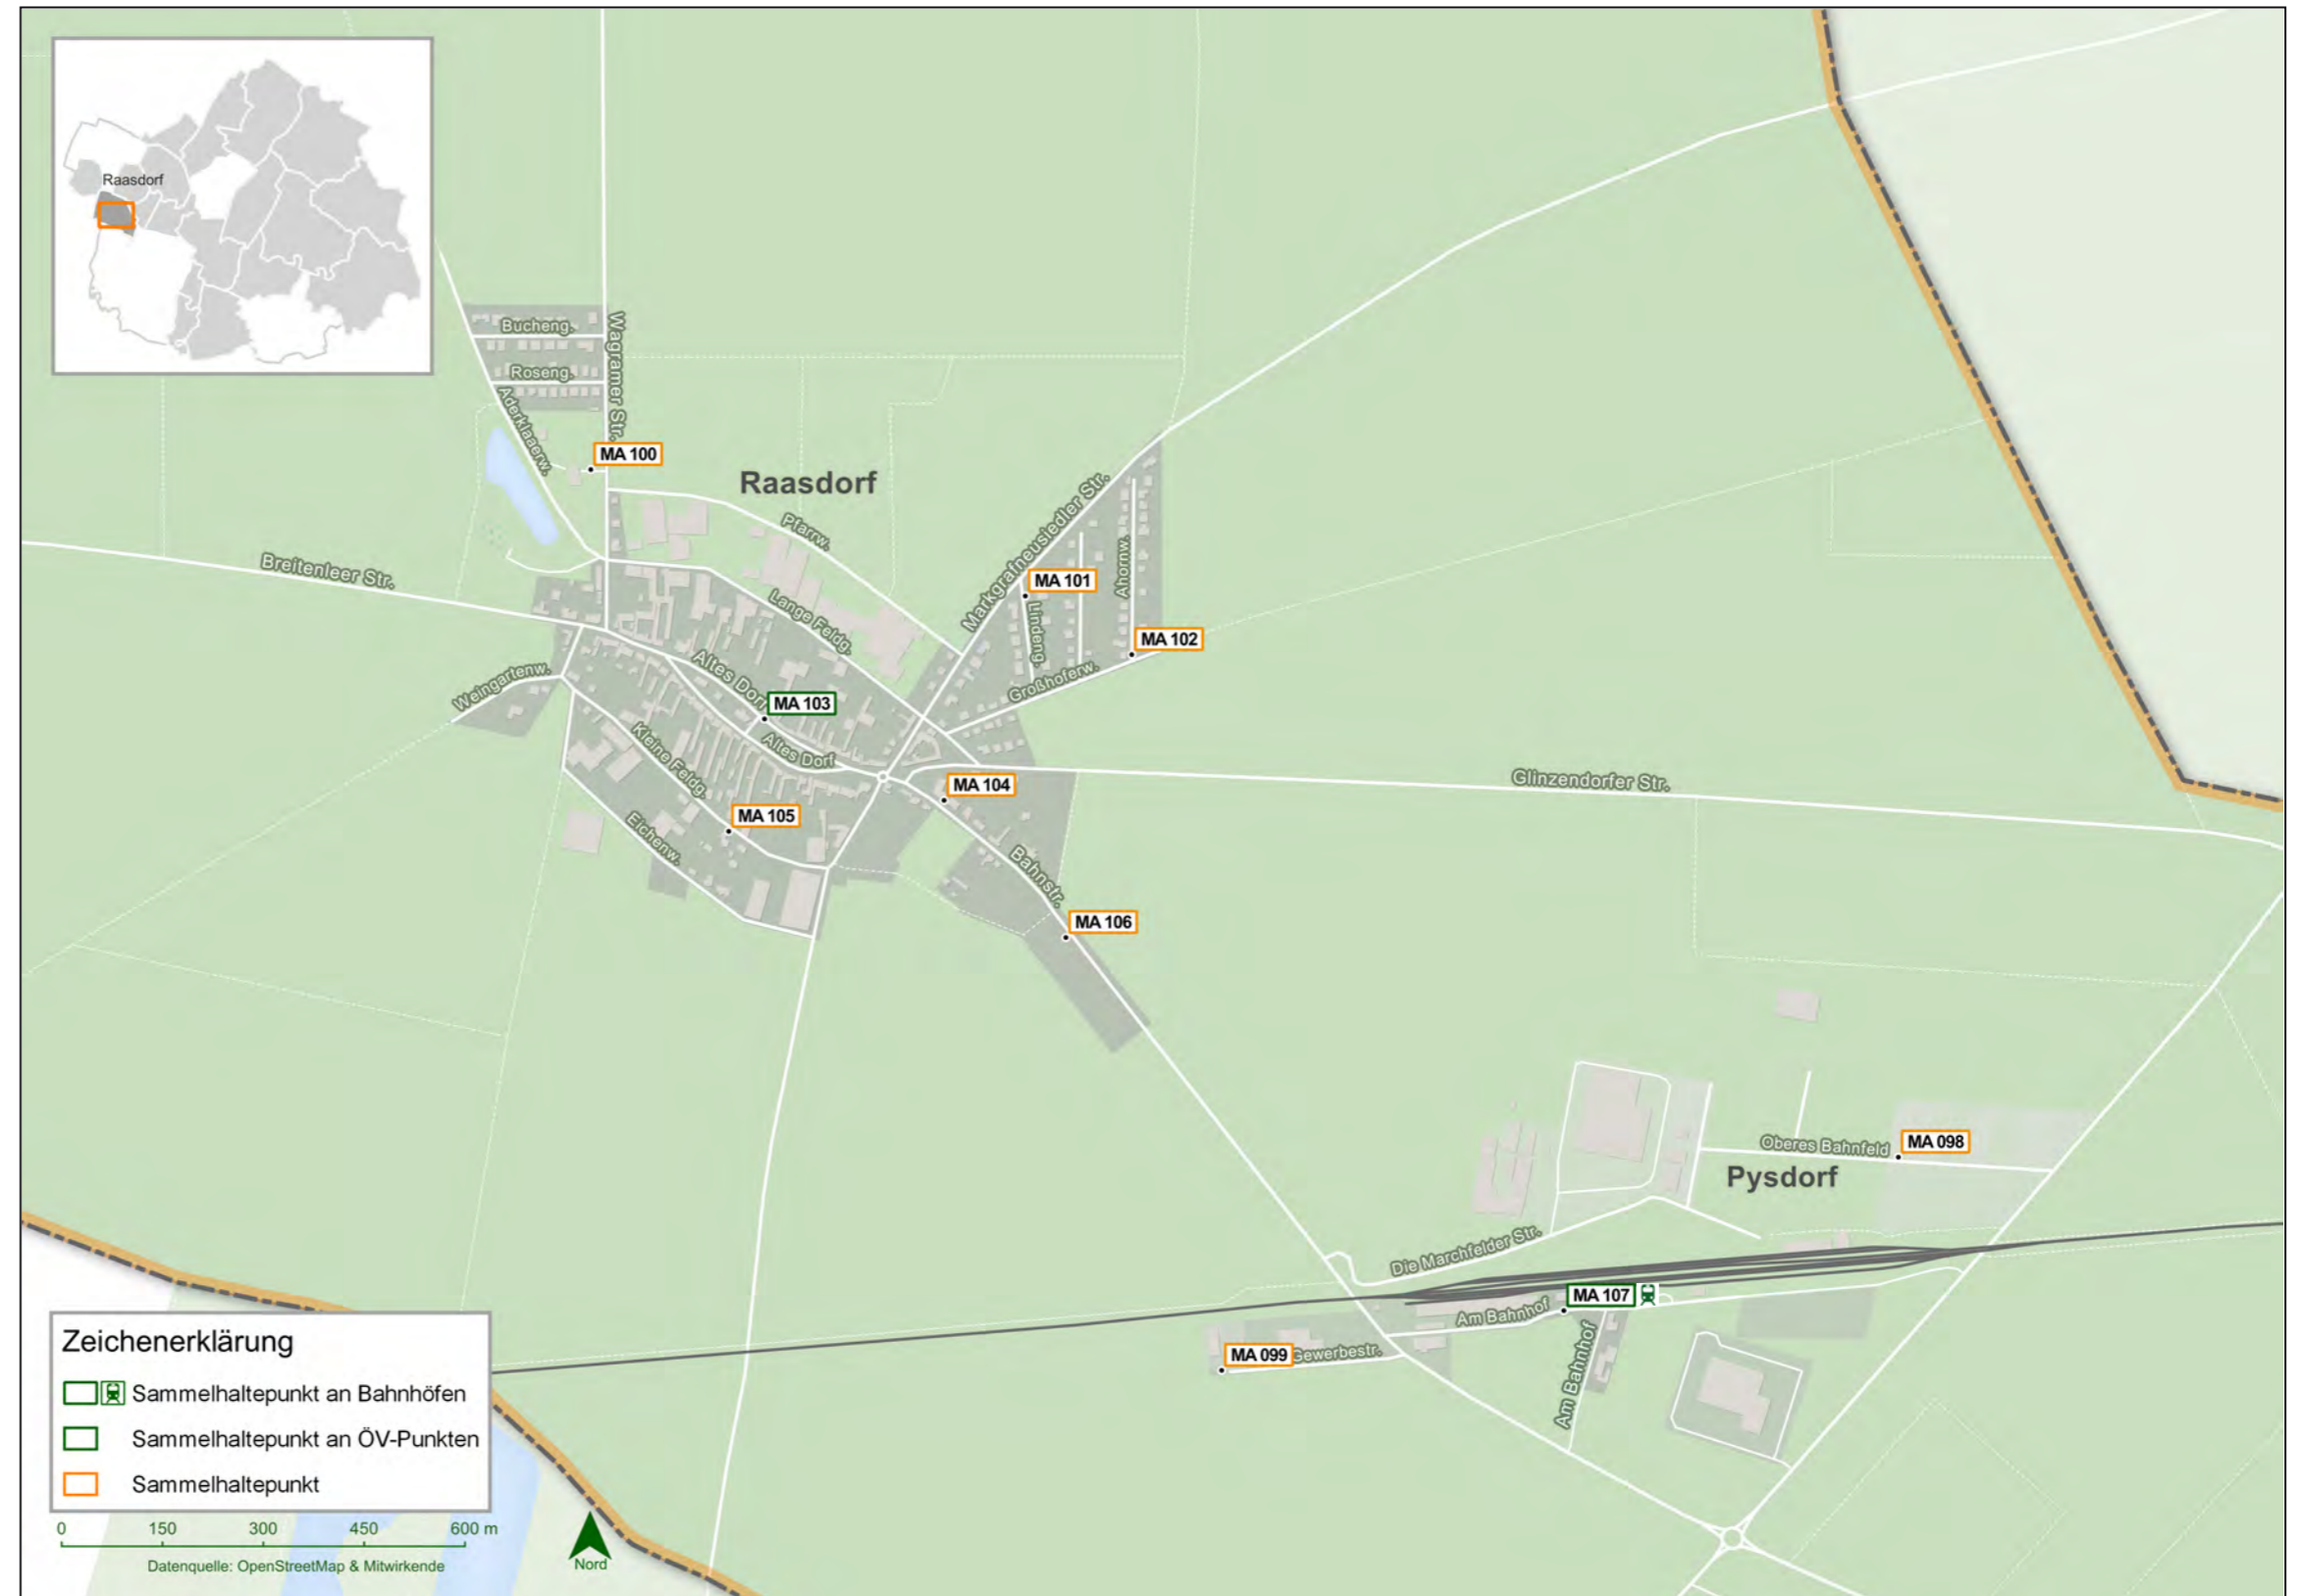 Raasdorf
Bucheng.
Wagramer Str.
Roseng.
Aderklaaerw.
MA 100
Raasdorf
Pfarrw.
Markgrafneusiedler Str.
Breitenleer Str.
Ahornw.
MA 101
Lange Feldg.
Lindeng.
MA 102
Weingartenw.
Altes Dorf
Großhoferw.
MA 103
Kleine Feldg.
Altes Dorf
MA 104
Glinzendorfer Str.
MA 105
Eichenw.
Bahnstr.
MA 106
Oberes Bahnfeld
MA 098
Pysdorf
Die Marchfelder Str.
MA 107
Am Bahnhof
MA 099
Gewerbestr.
Am Bahnhof
Zeichenerklärung
Sammelhaltepunkt an Bahnhöfen
Sammelhaltepunkt an ÖV-Punkten
Sammelhaltepunkt
0 150 300 450 600 m
Datenquelle: OpenStreetMap & Mitwirkende
Nord